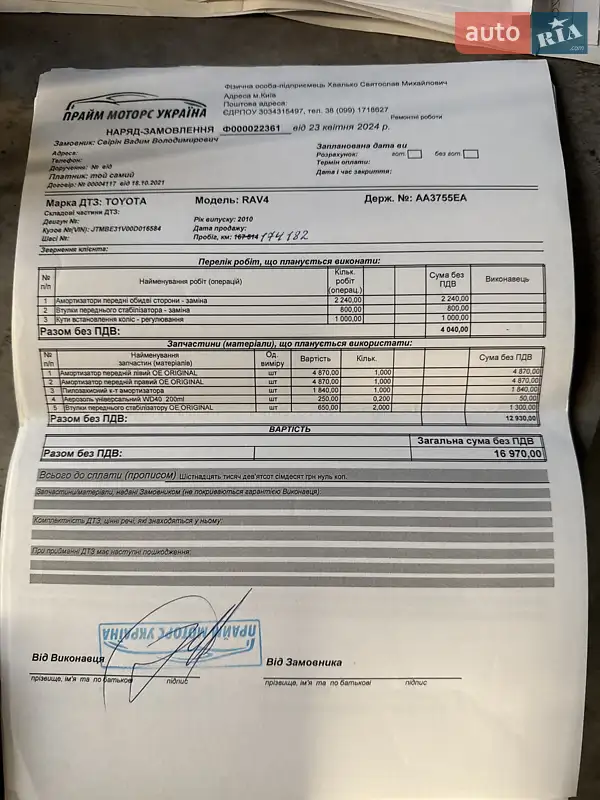 auto RIA .com
Фізична особа-підприємець Хвалько Святослав Михайлович
Адреса м.Київ
Поштова адреса:
ЄДРПОУ 3034315497, тел. 38 (099) 1718627
ПРАЙМ МОТОРС УКРАЇНА
Ремонтні роботи
НАРЯД-ЗАМОВЛЕННЯ Ф000022361 від 23 квітня 2024 р.
Замовник: Свірін Вадим Володимирович
Адреса:
Телефон:
Доручення: № від
Платник: той самий
Договір: № 0004117 від 18.10.2021
Запланована дата ви
Розрахунок: гот. без гот.
Термін оплати:
Дата і час закриття:
Марка ДТЗ: TOYOTA Модель: RAV4 Держ. №: AA3755EA
Складові частини ДТЗ:
Двигун №: Рік випуску: 2010
Кузов №(VIN): JTMBE31V00D016584 Дата продажу:
Шасі №: Пробіг, км: 167 814 174182
Звернення клієнта:
Перелік робіт, що планується виконати:
№ п/п Найменування робіт (операцій) Кільк. робіт (операц.) Сума без ПДВ Виконавець
1 Амортизатори передні обидві сторони - заміна 2 240,00 2 240,00
2 Втулки переднього стабілізатора - заміна 800,00 800,00
3 Кути встановлення коліс - регулювання 1 000,00 1 000,00
Разом без ПДВ: 4 040,00 -
Запчастини (матеріали), що планується використати:
№ п/п Найменування запчастин (матеріалів) Од. виміру Вартість Кільк. Сума без ПДВ
1 Амортизатор передній лівий OE ORIGINAL шт 4 870,00 1,000 4 870,00
2 Амортизатор передній правий OE ORIGINAL шт 4 870,00 1,000 4 870,00
3 Пилозахисний к-т амортизатора шт 1 840,00 1,000 1 840,00
4 Аерозоль універсальний WD40 200ml шт 250,00 0,200 50,00
5 Втулки переднього стабілізатору OE ORIGINAL шт 650,00 2,000 1 300,00
Разом без ПДВ: 12 930,00
ВАРТІСТЬ
Загальна сума без ПДВ
Разом без ПДВ: 16 970,00
Всього до сплати (прописом) Шістнадцять тисяч дев'ятсот сімдесят грн нуль коп.
Запчастини/матеріали, надані Замовником (не покриваються гарантією Виконавця):
Комплектність ДТЗ, цінні речі, які знаходяться у ньому:
При прийманні ДТЗ має наступні пошкодження:
ПРАЙМ МОТОРС УКРАЇНА
Від Виконавця Від Замовника
прізвище, ім'я та по батькові підпис прізвище, ім'я та по батькові підпис